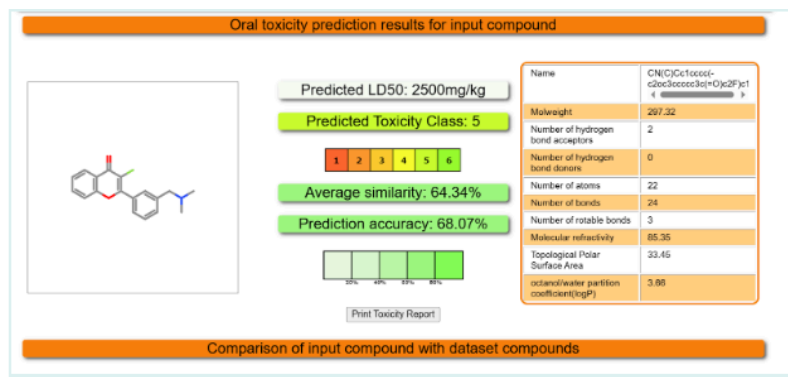 Oral toxicity prediction results for input compound
Predicted LD50: 2500mg/kg
Predicted Toxicity Class: 5
1 2 3 4 5 6
Average similarity: 64.34%
Prediction accuracy: 68.07%
20% 40% 60% 80%
Print Toxicity Report
Name CN(C)Cc1cccc(-
c2oc3ccccc3c(=O)c2F)c1
Molweight 297.32
Number of hydrogen 2
bond acceptors
Number of hydrogen 0
bond donors
Number of atoms 22
Number of bonds 24
Number of rotable bonds 3
Molecular refractivity 85.35
Topological Polar 33.45
Surface Area
octanol/water partition 3.66
coefficient(logP)
Comparison of input compound with dataset compounds